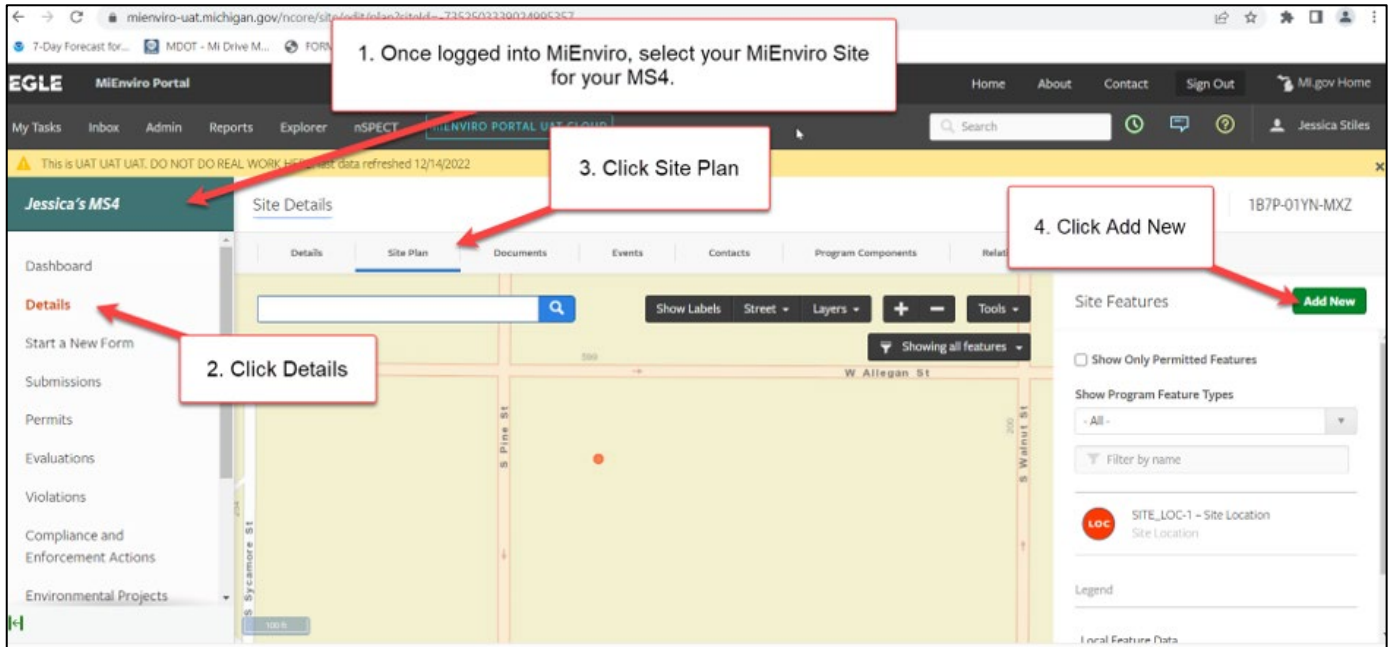 mienviro-uat.michigan.gov/ncore/site/edit/plan?siteId=-7352503339024995357
7-Day Forecast for...
MDOT - Mi Drive M...
1. Once logged into MiEnviro, select your MiEnviro Site
for your MS4.
EGLE
MiEnviro Portal
Home
About
Contact
Sign Out
MI.gov Home
My Tasks
Inbox
Admin
Reports
Explorer
nSPECT
MIENVIRO PORTAL UAT CLOUD
Search
Jessica Stiles
This is UAT UAT UAT. DO NOT DO REAL WORK HERE, last data refreshed 12/14/2022
3. Click Site Plan
Jessica's MS4
Site Details
1B7P-01YN-MXZ
4. Click Add New
Details
Site Plan
Documents
Events
Contacts
Program Components
Dashboard
Details
Start a New Form
Submissions
Permits
Evaluations
Violations
Compliance and
Enforcement Actions
Environmental Projects
2. Click Details
Show Labels
Street
Layers
Tools
Showing all features
599
W Allegan St
S Pine St
200
S Walnut St
S Sycamore St
100 ft
Site Features
Add New
Show Only Permitted Features
Show Program Feature Types
- All -
Filter by name
LOC
SITE_LOC-1 – Site Location
Site Location
Legend
Local Feature Data